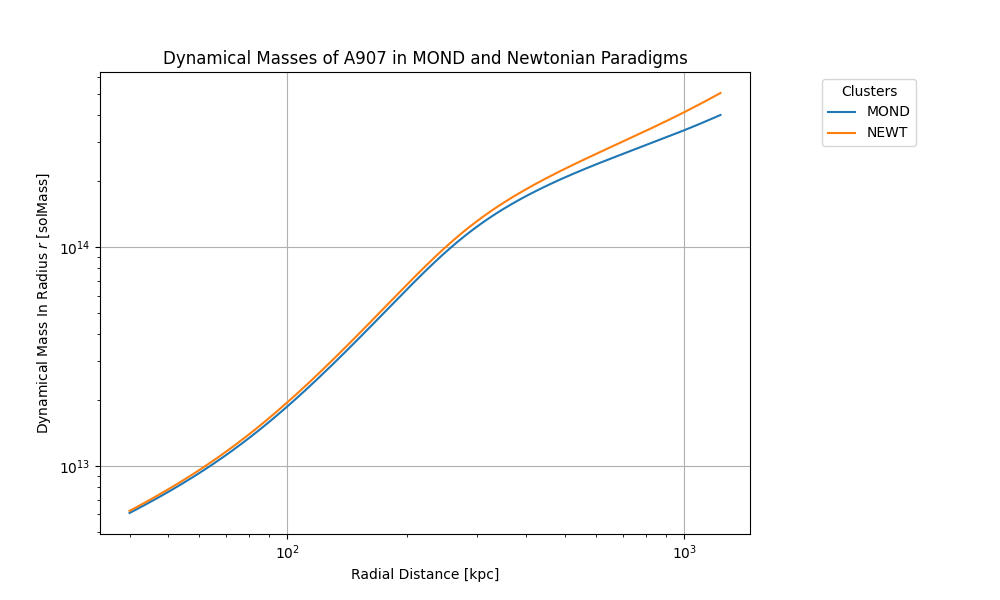 Dynamical Masses of A907 in MOND and Newtonian Paradigms
Clusters
MOND
NEWT
Dynamical Mass In Radius r [solMass]
10^14
10^13
10^2
10^3
Radial Distance [kpc]